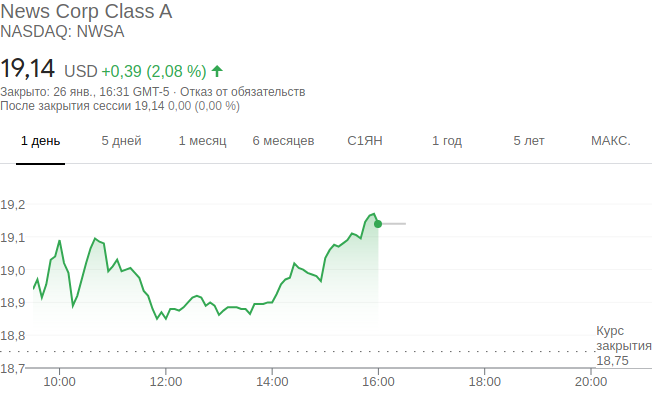 News Corp Class A
NASDAQ: NWSA
19,14 USD +0,39 (2,08 %)
Закрыто: 26 янв., 16:31 GMT-5 · Отказ от обязательств
После закрытия сессии 19,14 0,00 (0,00 %)
1 день 5 дней 1 месяц 6 месяцев С1ЯН 1 год 5 лет МАКС.
19,2
19,1
19,0
18,9
18,8
18,7
Курс
закрытия
18,75
10:00 12:00 14:00 16:00 18:00 20:00